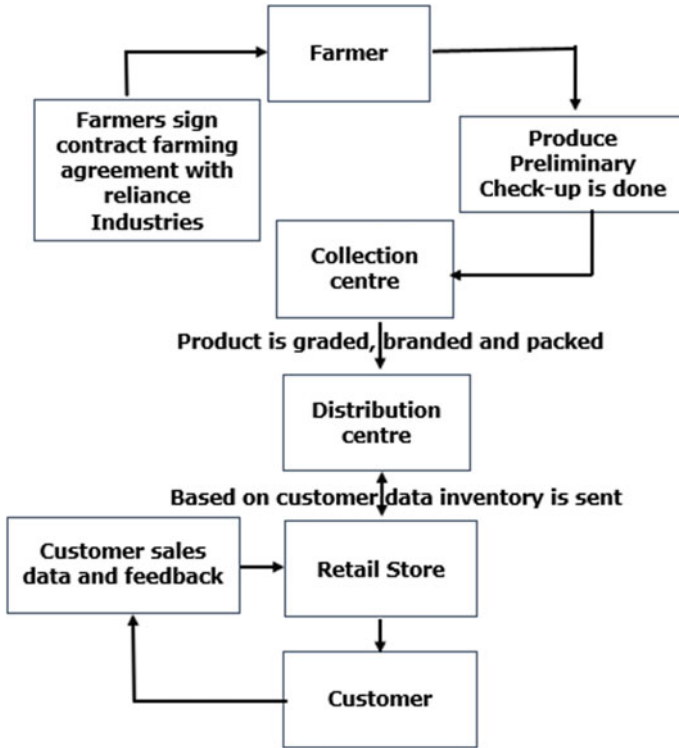 Farmer
Farmers sign
contract farming
agreement with
reliance
Industries
Produce
Preliminary
Check-up is done
Collection
centre
Product is graded, branded and packed
Distribution
centre
Based on customer data inventory is sent
Customer sales
data and feedback
Retail Store
Customer